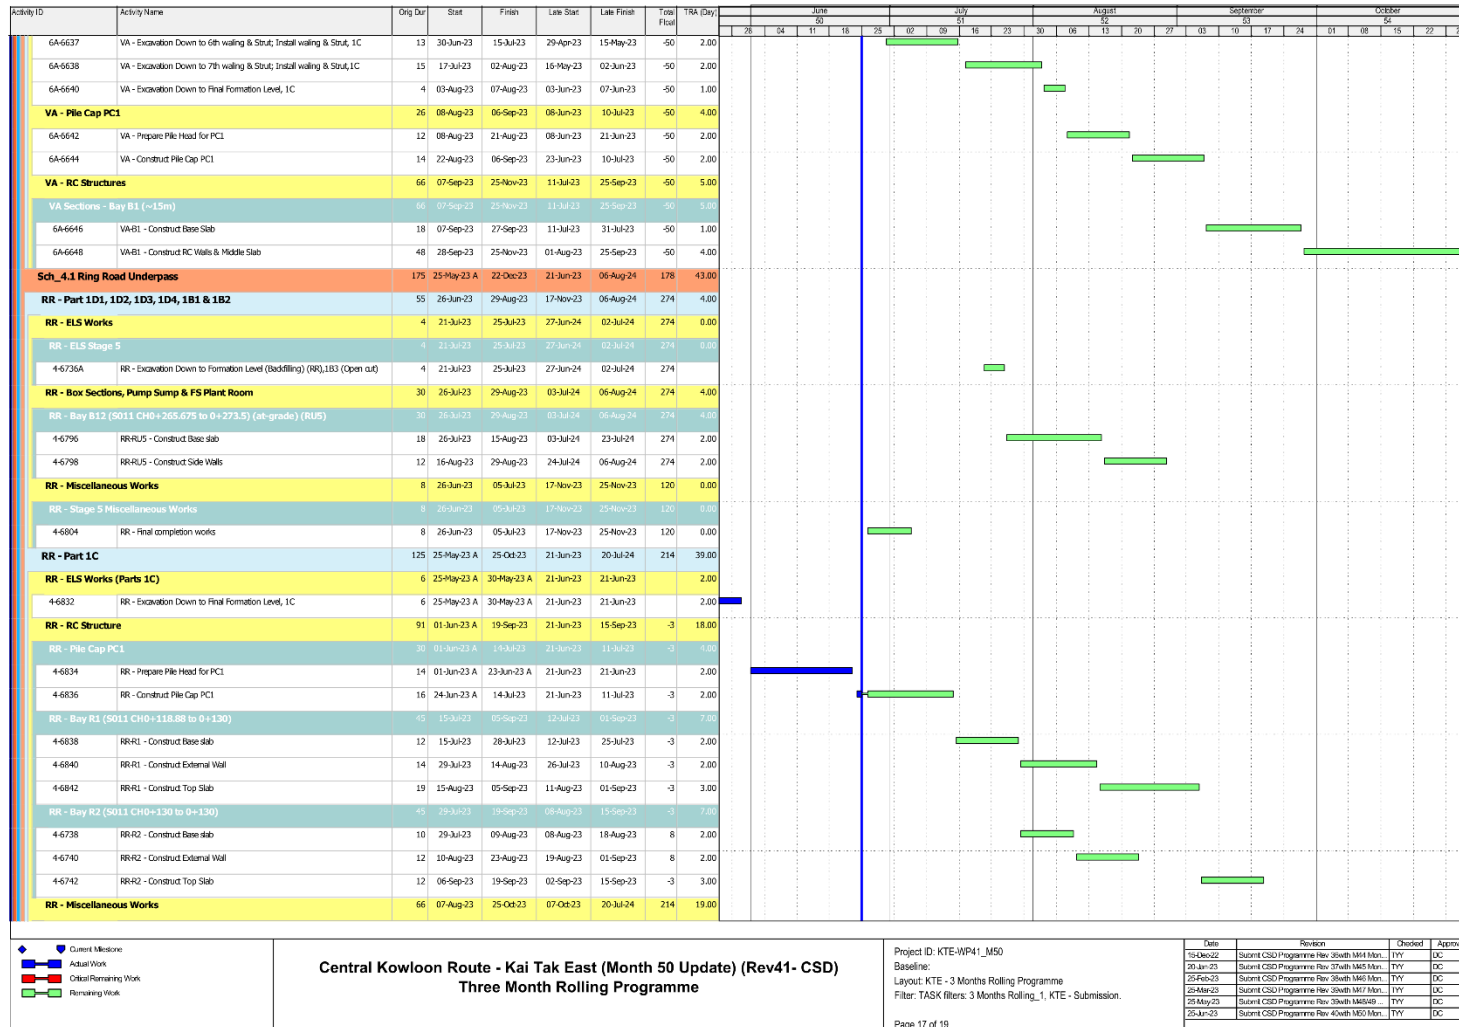 Activity ID Activity Name Orig Dur Start Finish Late Start Late Finish Total Float TRA (Day) June July August September October
50 51 52 53 54
28 04 11 18 25 02 09 16 23 30 06 13 20 27 03 10 17 24 01 08 15 22
6A-6637 VA - Excavation Down to 6th waling & Strut; Install waling & Strut, 1C 13 30-Jun-23 15-Jul-23 29-Apr-23 15-May-23 -50 2.00
6A-6638 VA - Excavation Down to 7th waling & Strut; Install waling & Strut,1C 15 17-Jul-23 02-Aug-23 16-May-23 02-Jun-23 -50 2.00
6A-6640 VA - Excavation Down to Final Formation Level, 1C 4 03-Aug-23 07-Aug-23 03-Jun-23 07-Jun-23 -50 1.00
VA - Pile Cap PC1 26 08-Aug-23 06-Sep-23 08-Jun-23 10-Jul-23 -50 4.00
6A-6642 VA - Prepare Pile Head for PC1 12 08-Aug-23 21-Aug-23 08-Jun-23 21-Jun-23 -50 2.00
6A-6644 VA - Construct Pile Cap PC1 14 22-Aug-23 06-Sep-23 23-Jun-23 10-Jul-23 -50 2.00
VA - RC Structures 66 07-Sep-23 25-Nov-23 11-Jul-23 25-Sep-23 -50 5.00
VA Sections - Bay B1 (~15m) 66 07-Sep-23 25-Nov-23 11-Jul-23 25-Sep-23 -50 5.00
6A-6646 VA-B1 - Construct Base Slab 18 07-Sep-23 27-Sep-23 11-Jul-23 31-Jul-23 -50 1.00
6A-6648 VA-B1 - Construct RC Walls & Middle Slab 48 28-Sep-23 25-Nov-23 01-Aug-23 25-Sep-23 -50 4.00
Sch_4.1 Ring Road Underpass 175 25-May-23 A 22-Dec-23 21-Jun-23 06-Aug-24 178 43.00
RR - Part 1D1, 1D2, 1D3, 1D4, 1B1 & 1B2 55 26-Jun-23 29-Aug-23 17-Nov-23 06-Aug-24 274 4.00
RR - ELS Works 4 21-Jul-23 25-Jul-23 27-Jun-24 02-Jul-24 274 0.00
RR - ELS Stage 5 4 21-Jul-23 25-Jul-23 27-Jun-24 02-Jul-24 274 0.00
4-6736A RR - Excavation Down to Formation Level (Backfilling) (RR),1B3 (Open cut) 4 21-Jul-23 25-Jul-23 27-Jun-24 02-Jul-24 274
RR - Box Sections, Pump Sump & FS Plant Room 30 26-Jul-23 29-Aug-23 03-Jul-24 06-Aug-24 274 4.00
RR - Bay B12 (S011 CH0+265.675 to 0+273.5) (at-grade) (RU5) 30 26-Jul-23 29-Aug-23 03-Jul-24 06-Aug-24 274 4.00
4-6796 RR-RU5 - Construct Base slab 18 26-Jul-23 15-Aug-23 03-Jul-24 23-Jul-24 274 2.00
4-6798 RR-RU5 - Construct Side Walls 12 16-Aug-23 29-Aug-23 24-Jul-24 06-Aug-24 274 2.00
RR - Miscellaneous Works 8 26-Jun-23 05-Jul-23 17-Nov-23 25-Nov-23 120 0.00
RR - Stage 5 Miscellaneous Works 8 26-Jun-23 05-Jul-23 17-Nov-23 25-Nov-23 120 0.00
4-6804 RR - Final completion works 8 26-Jun-23 05-Jul-23 17-Nov-23 25-Nov-23 120 0.00
RR - Part 1C 125 25-May-23 A 25-Oct-23 21-Jun-23 20-Jul-24 214 39.00
RR - ELS Works (Parts 1C) 6 25-May-23 A 30-May-23 A 21-Jun-23 21-Jun-23 2.00
4-6832 RR - Excavation Down to Final Formation Level, 1C 6 25-May-23 A 30-May-23 A 21-Jun-23 21-Jun-23 2.00
RR - RC Structure 91 01-Jun-23 A 19-Sep-23 21-Jun-23 15-Sep-23 -3 18.00
RR - Pile Cap PC1 30 01-Jun-23 A 14-Jul-23 21-Jun-23 11-Jul-23 -3 4.00
4-6834 RR - Prepare Pile Head for PC1 14 01-Jun-23 A 23-Jun-23 A 21-Jun-23 21-Jun-23 2.00
4-6836 RR - Construct Pile Cap PC1 16 24-Jun-23 A 14-Jul-23 21-Jun-23 11-Jul-23 -3 2.00
RR - Bay R1 (S011 CH0+118.88 to 0+130) 45 15-Jul-23 05-Sep-23 12-Jul-23 01-Sep-23 -3 7.00
4-6838 RR-R1 - Construct Base slab 12 15-Jul-23 28-Jul-23 12-Jul-23 25-Jul-23 -3 2.00
4-6840 RR-R1 - Construct External Wall 14 29-Jul-23 14-Aug-23 26-Jul-23 10-Aug-23 -3 2.00
4-6842 RR-R1 - Construct Top Slab 19 15-Aug-23 05-Sep-23 11-Aug-23 01-Sep-23 -3 3.00
RR - Bay R2 (S011 CH0+130 to 0+130) 45 29-Jul-23 19-Sep-23 08-Aug-23 15-Sep-23 -3 7.00
4-6738 RR-R2 - Construct Base slab 10 29-Jul-23 09-Aug-23 08-Aug-23 18-Aug-23 8 2.00
4-6740 RR-R2 - Construct External Wall 12 10-Aug-23 23-Aug-23 19-Aug-23 01-Sep-23 8 2.00
4-6742 RR-R2 - Construct Top Slab 12 06-Sep-23 19-Sep-23 02-Sep-23 15-Sep-23 -3 3.00
RR - Miscellaneous Works 66 07-Aug-23 25-Oct-23 07-Oct-23 20-Jul-24 214 19.00
Current Milestone
Actual Work
Critical Remaining Work
Remaining Work
Central Kowloon Route - Kai Tak East (Month 50 Update) (Rev41- CSD)
Three Month Rolling Programme
Project ID: KTE-WP41_M50
Baseline:
Layout: KTE - 3 Months Rolling Programme
Filter: TASK filters: 3 Months Rolling_1, KTE - Submission.
Page 17 of 19
Date Revision Checked Approv
15-Dec-22 Submit CSD Programme Rev 36with M44 Mon... TYY DC
20-Jan-23 Submit CSD Programme Rev 37with M45 Mon... TYY DC
25-Feb-23 Submit CSD Programme Rev 38with M46 Mon... TYY DC
25-Mar-23 Submit CSD Programme Rev 39with M47 Mon... TYY DC
25-May-23 Submit CSD Programme Rev 39with M48/49 ... TYY DC
25-Jun-23 Submit CSD Programme Rev 40with M50 Mon... TYY DC